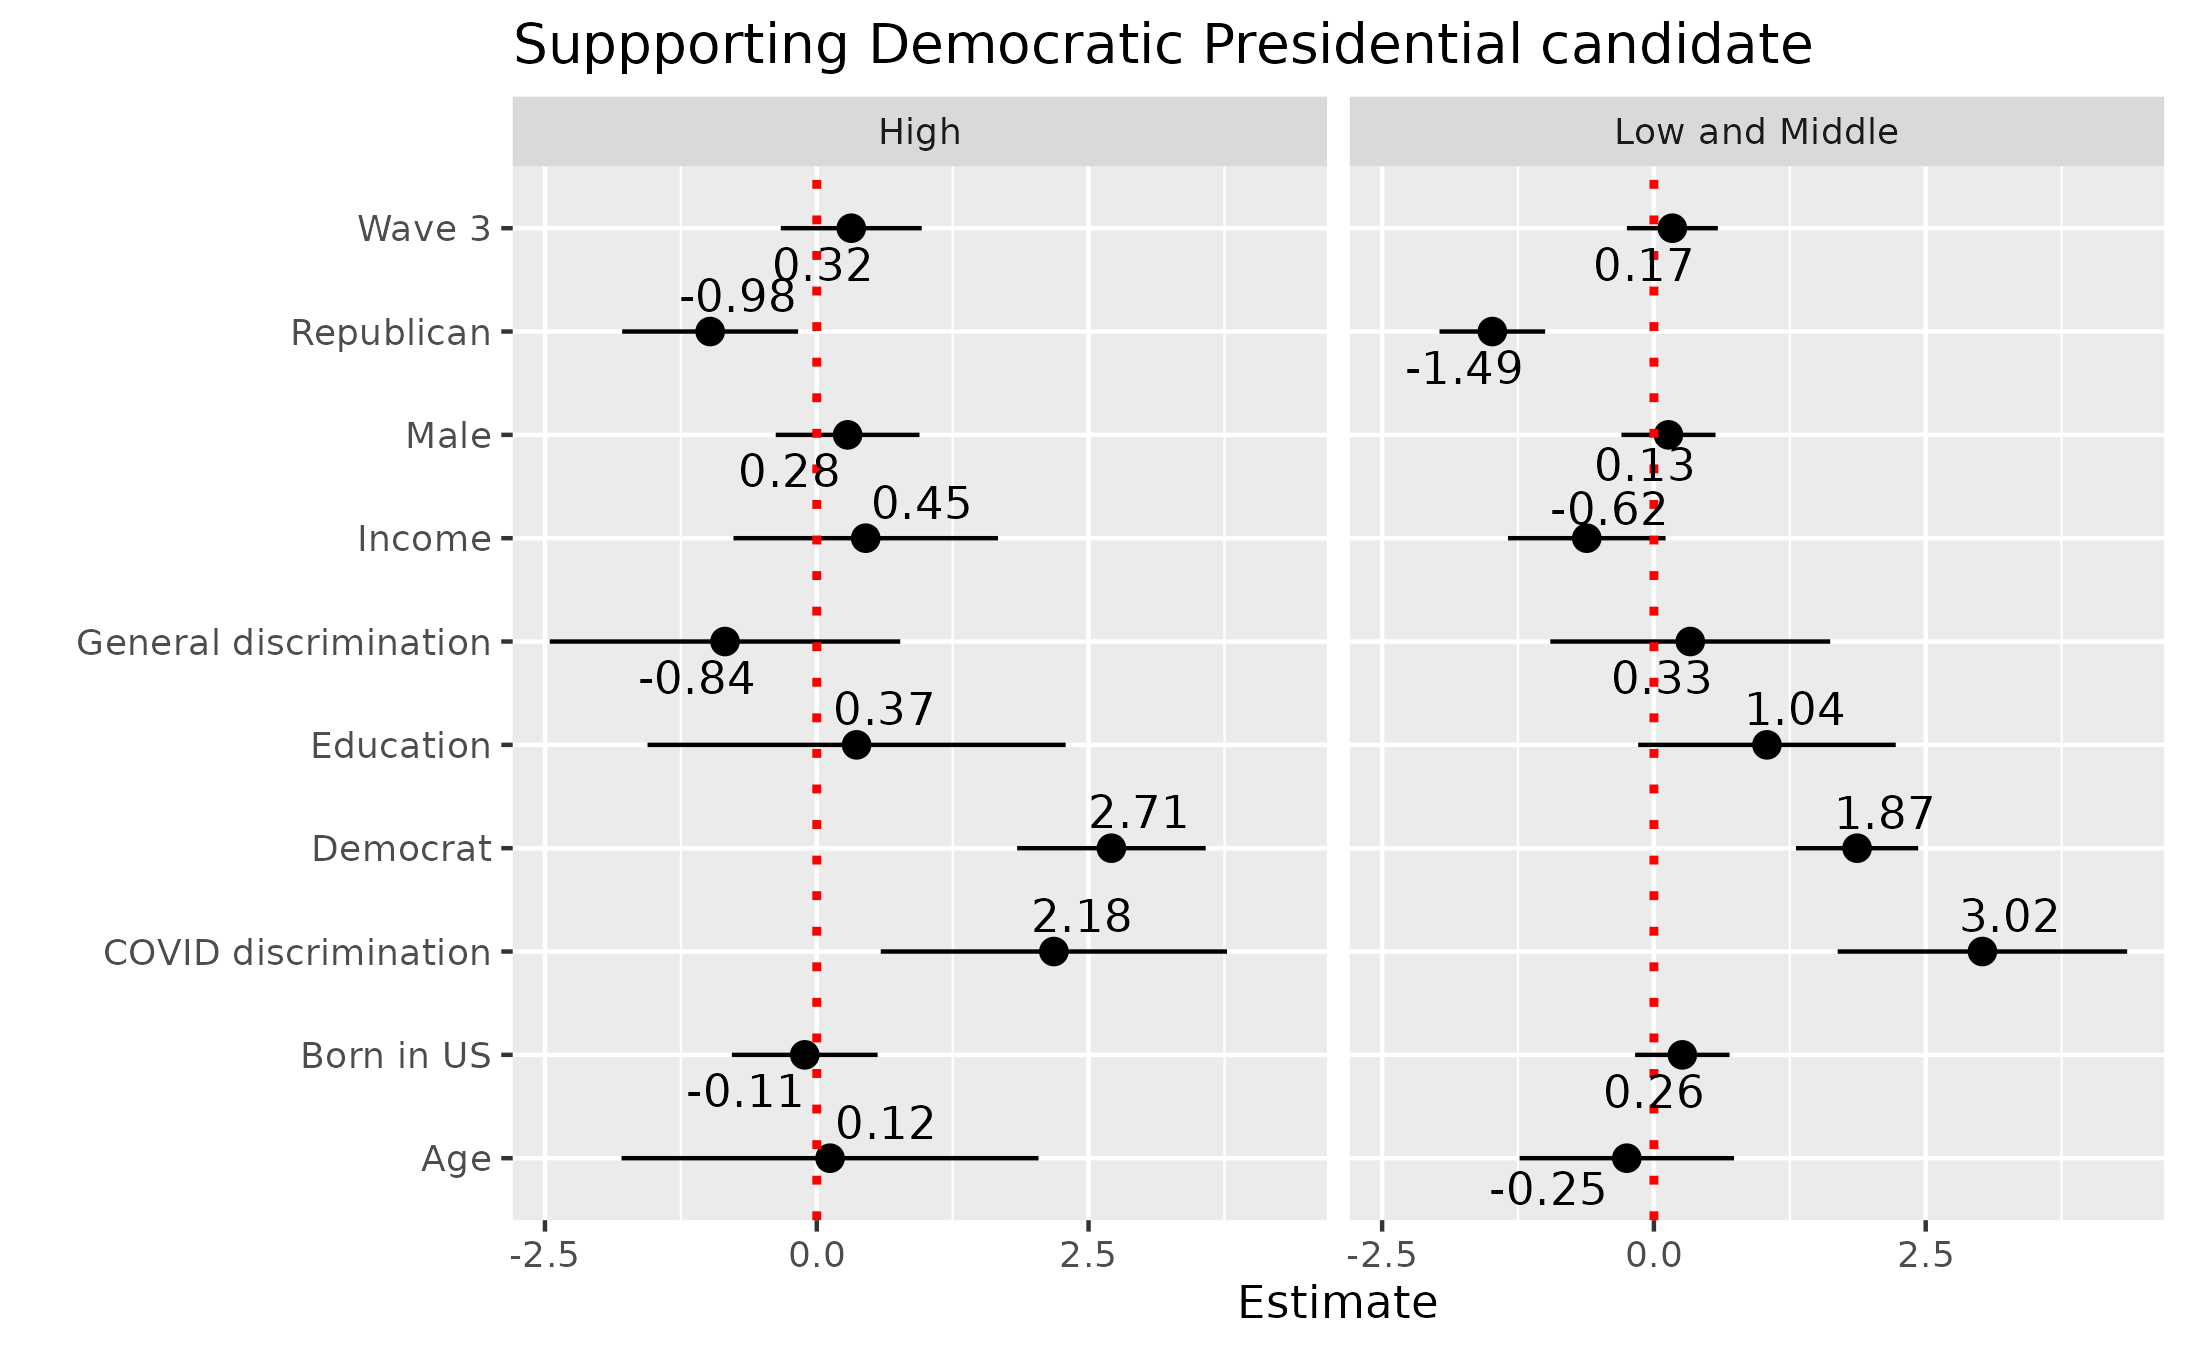 Suppporting Democratic Presidential candidate
High
Low and Middle
Wave 3
0.32
0.17
Republican
-0.98
-1.49
Male
0.28
0.13
Income
0.45
-0.62
General discrimination
-0.84
0.33
Education
0.37
1.04
Democrat
2.71
1.87
COVID discrimination
2.18
3.02
Born in US
-0.11
0.26
Age
0.12
-0.25
-2.5 0.0 2.5 -2.5 0.0 2.5
Estimate